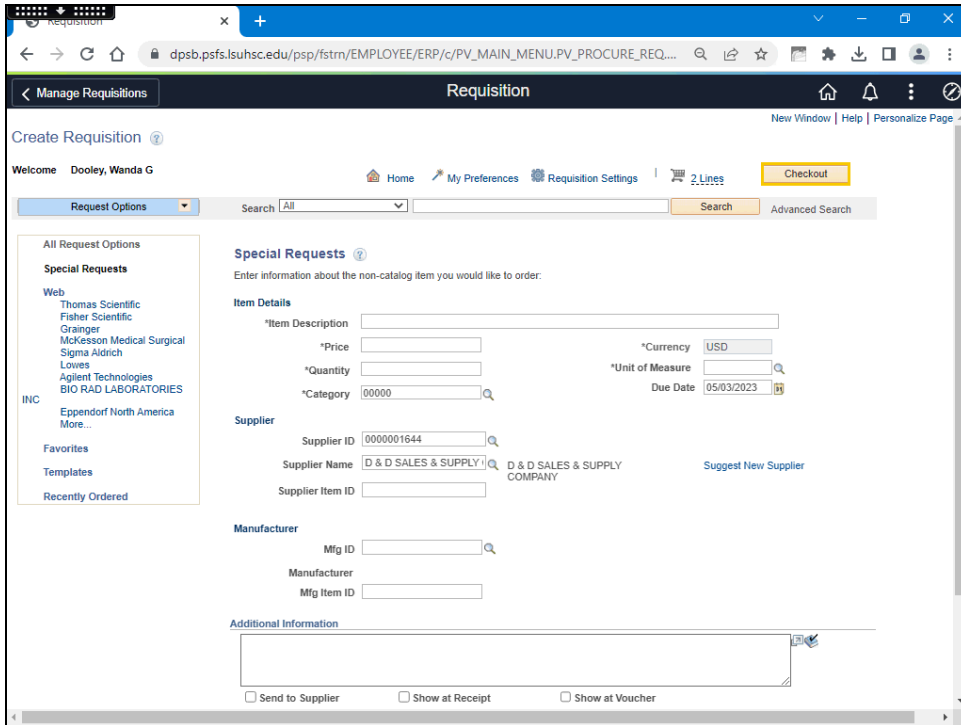 Requisition
dpsb.psfs.lsuhsc.edu/psp/fstrn/EMPLOYEE/ERP/c/PV_MAIN_MENU.PV_PROCURE_REQ....
Manage Requisitions
Requisition
New Window | Help | Personalize Page
Create Requisition
Welcome Dooley, Wanda G
Home My Preferences Requisition Settings | 2 Lines Checkout
Request Options Search All Search Advanced Search
All Request Options
Special Requests
Web
Thomas Scientific
Fisher Scientific
Grainger
McKesson Medical Surgical
Sigma Aldrich
Lowes
Agilent Technologies
BIO RAD LABORATORIES
INC
Eppendorf North America
More...
Favorites
Templates
Recently Ordered
Special Requests
Enter information about the non-catalog item you would like to order:
Item Details
*Item Description
*Price *Currency USD
*Quantity *Unit of Measure
*Category 00000 Due Date 05/03/2023
Supplier
Supplier ID 0000001644
Supplier Name D & D SALES & SUPPLY D & D SALES & SUPPLY Suggest New Supplier
COMPANY
Supplier Item ID
Manufacturer
Mfg ID
Manufacturer
Mfg Item ID
Additional Information
Send to Supplier Show at Receipt Show at Voucher